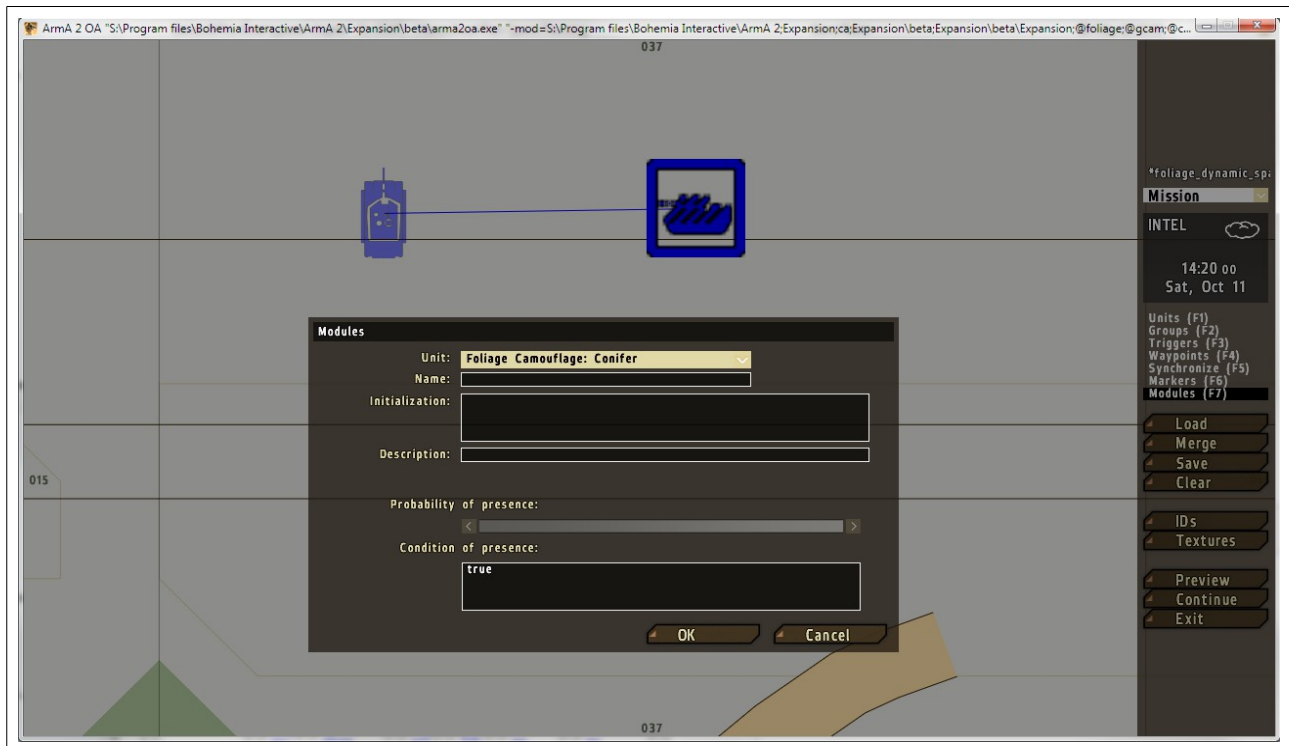 ArmA 2 OA "S:\Program files\Bohemia Interactive\ArmA 2\Expansion\beta\arma2oa.exe" "-mod=S:\Program files\Bohemia Interactive\ArmA 2;Expansion;ca;Expansion\beta;Expansion\beta\Expansion;@foliage;@gcam;@c...
037
*foliage_dynamic_spa
Mission
INTEL
14:20 00
Sat, Oct 11
Units (F1)
Groups (F2)
Triggers (F3)
Waypoints (F4)
Synchronize (F5)
Markers (F6)
Modules (F7)
Load
Merge
Save
Clear
IDs
Textures
Preview
Continue
Exit
Modules
Unit: Foliage Camouflage: Conifer
Name:
Initialization:
Description:
Probability of presence:
Condition of presence:
true
OK Cancel
015
037